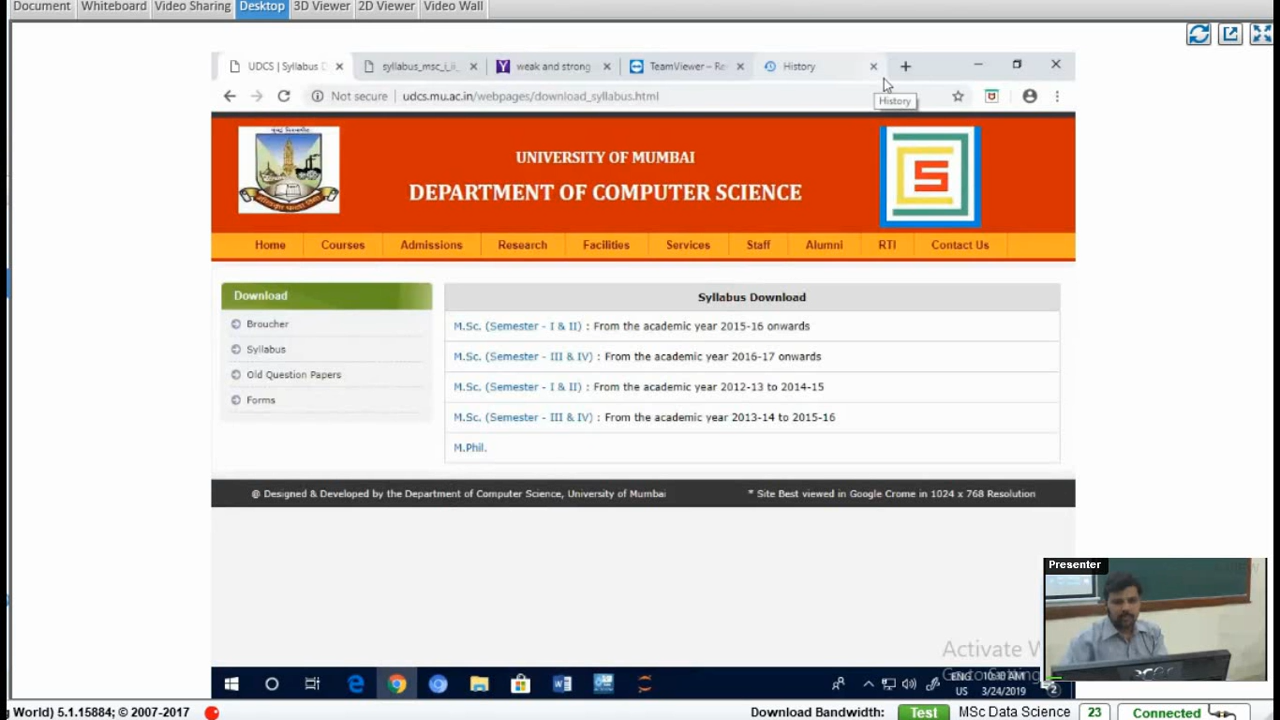 Document Whiteboard Video Sharing Desktop 3D Viewer 2D Viewer Video Wall
UDCS | Syllabus syllabus_msc_i_ii_ weak and strong TeamViewer – Re History
Not secure udcs.mu.ac.in/webpages/download_syllabus.html
History
UNIVERSITY OF MUMBAI
DEPARTMENT OF COMPUTER SCIENCE
Home Courses Admissions Research Facilities Services Staff Alumni RTI Contact Us
Download
Broucher
Syllabus
Old Question Papers
Forms
Syllabus Download
M.Sc. (Semester - I & II) : From the academic year 2015-16 onwards
M.Sc. (Semester - III & IV) : From the academic year 2016-17 onwards
M.Sc. (Semester - I & II) : From the academic year 2012-13 to 2014-15
M.Sc. (Semester - III & IV) : From the academic year 2013-14 to 2015-16
M.Phil.
@ Designed & Developed by the Department of Computer Science, University of Mumbai
* Site Best viewed in Google Crome in 1024 x 768 Resolution
Presenter
Activate
ENG 10:10 AM
US 3/24/2019
2
World) 5.1.15884; © 2007-2017 Download Bandwidth: Test MSc Data Science 23 Connected